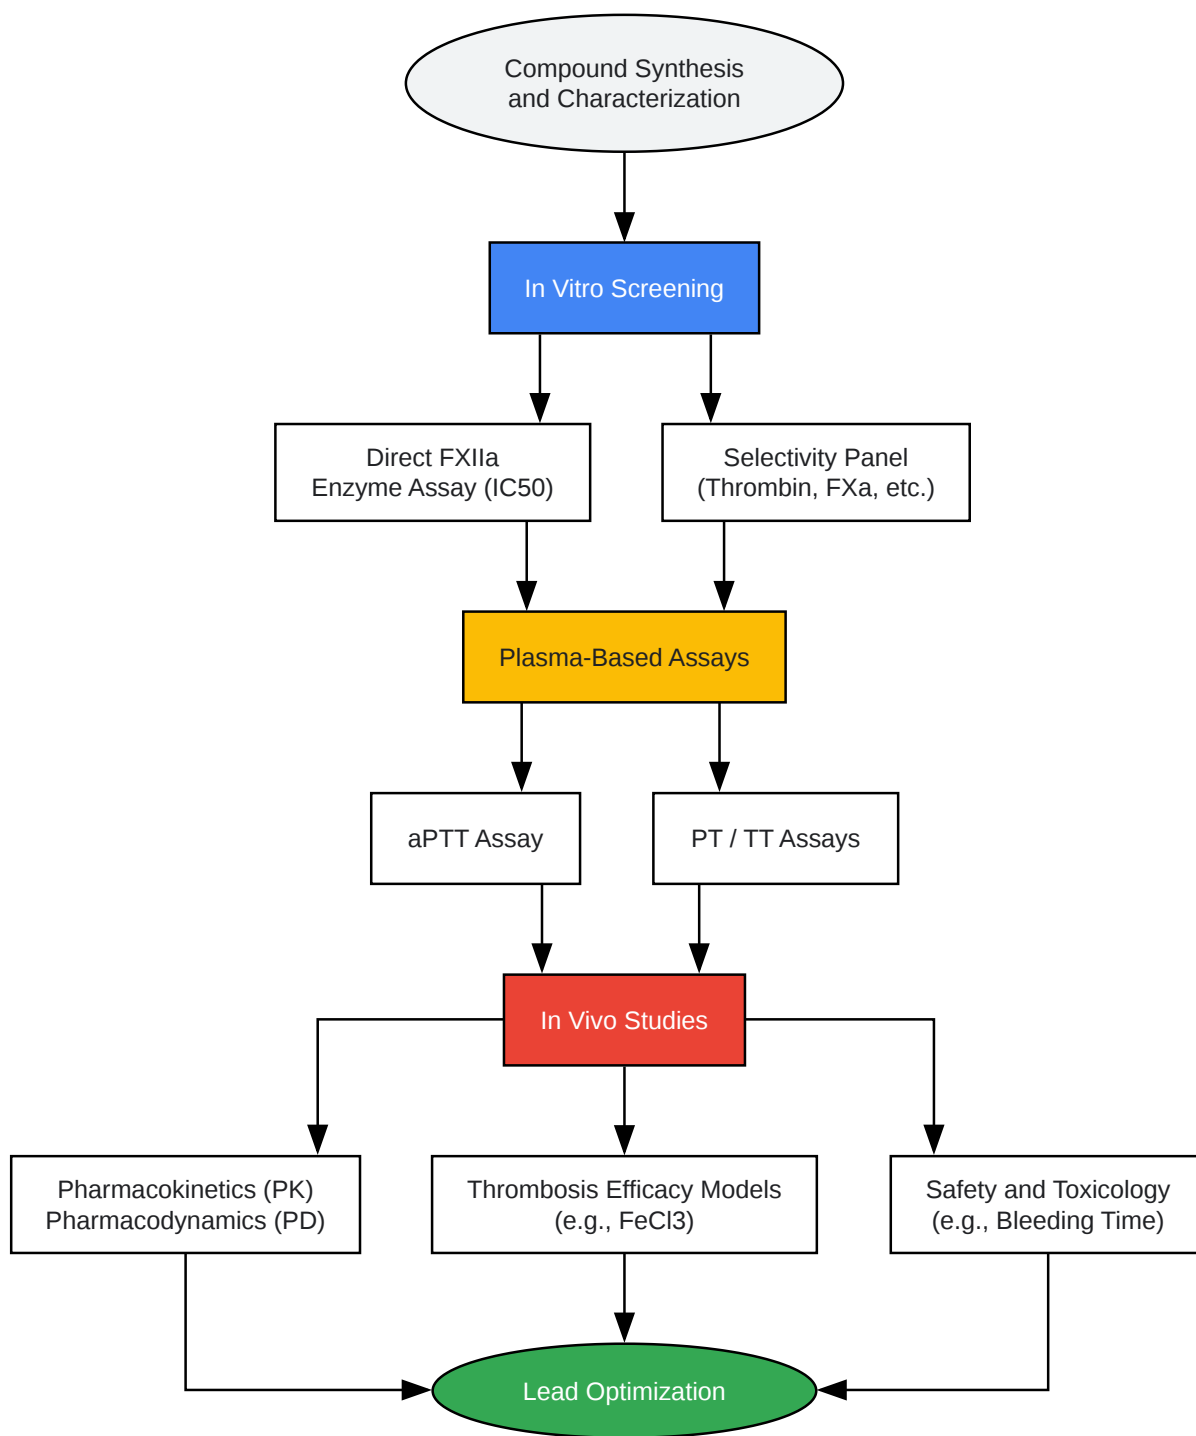 Compound Synthesis
and Characterization
In Vitro Screening
Direct FXIIa
Enzyme Assay (IC50)
Selectivity Panel
(Thrombin, FXa, etc.)
Plasma-Based Assays
aPTT Assay
PT / TT Assays
In Vivo Studies
Pharmacokinetics (PK)
Pharmacodynamics (PD)
Thrombosis Efficacy Models
(e.g., FeCl3)
Safety and Toxicology
(e.g., Bleeding Time)
Lead Optimization